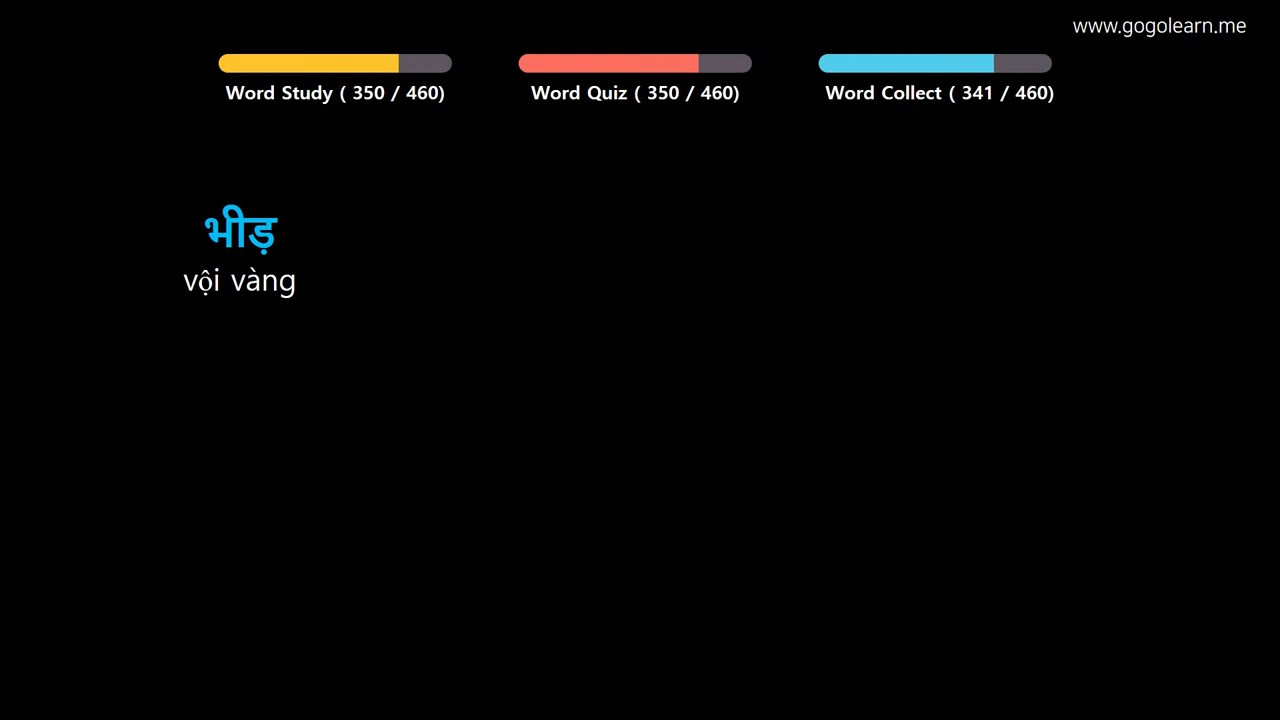 www.gogolearn.me
Word Study ( 350 / 460)
Word Quiz ( 350 / 460)
Word Collect ( 341 / 460)
भीड़
vội vàng